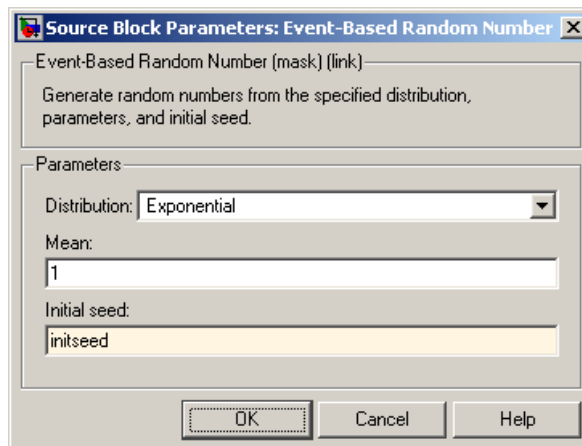 Source Block Parameters: Event-Based Random Number
Event-Based Random Number (mask) (link)
Generate random numbers from the specified distribution,
parameters, and initial seed.
Parameters
Distribution: Exponential
Mean:
1
Initial seed:
initseed
OK Cancel Help